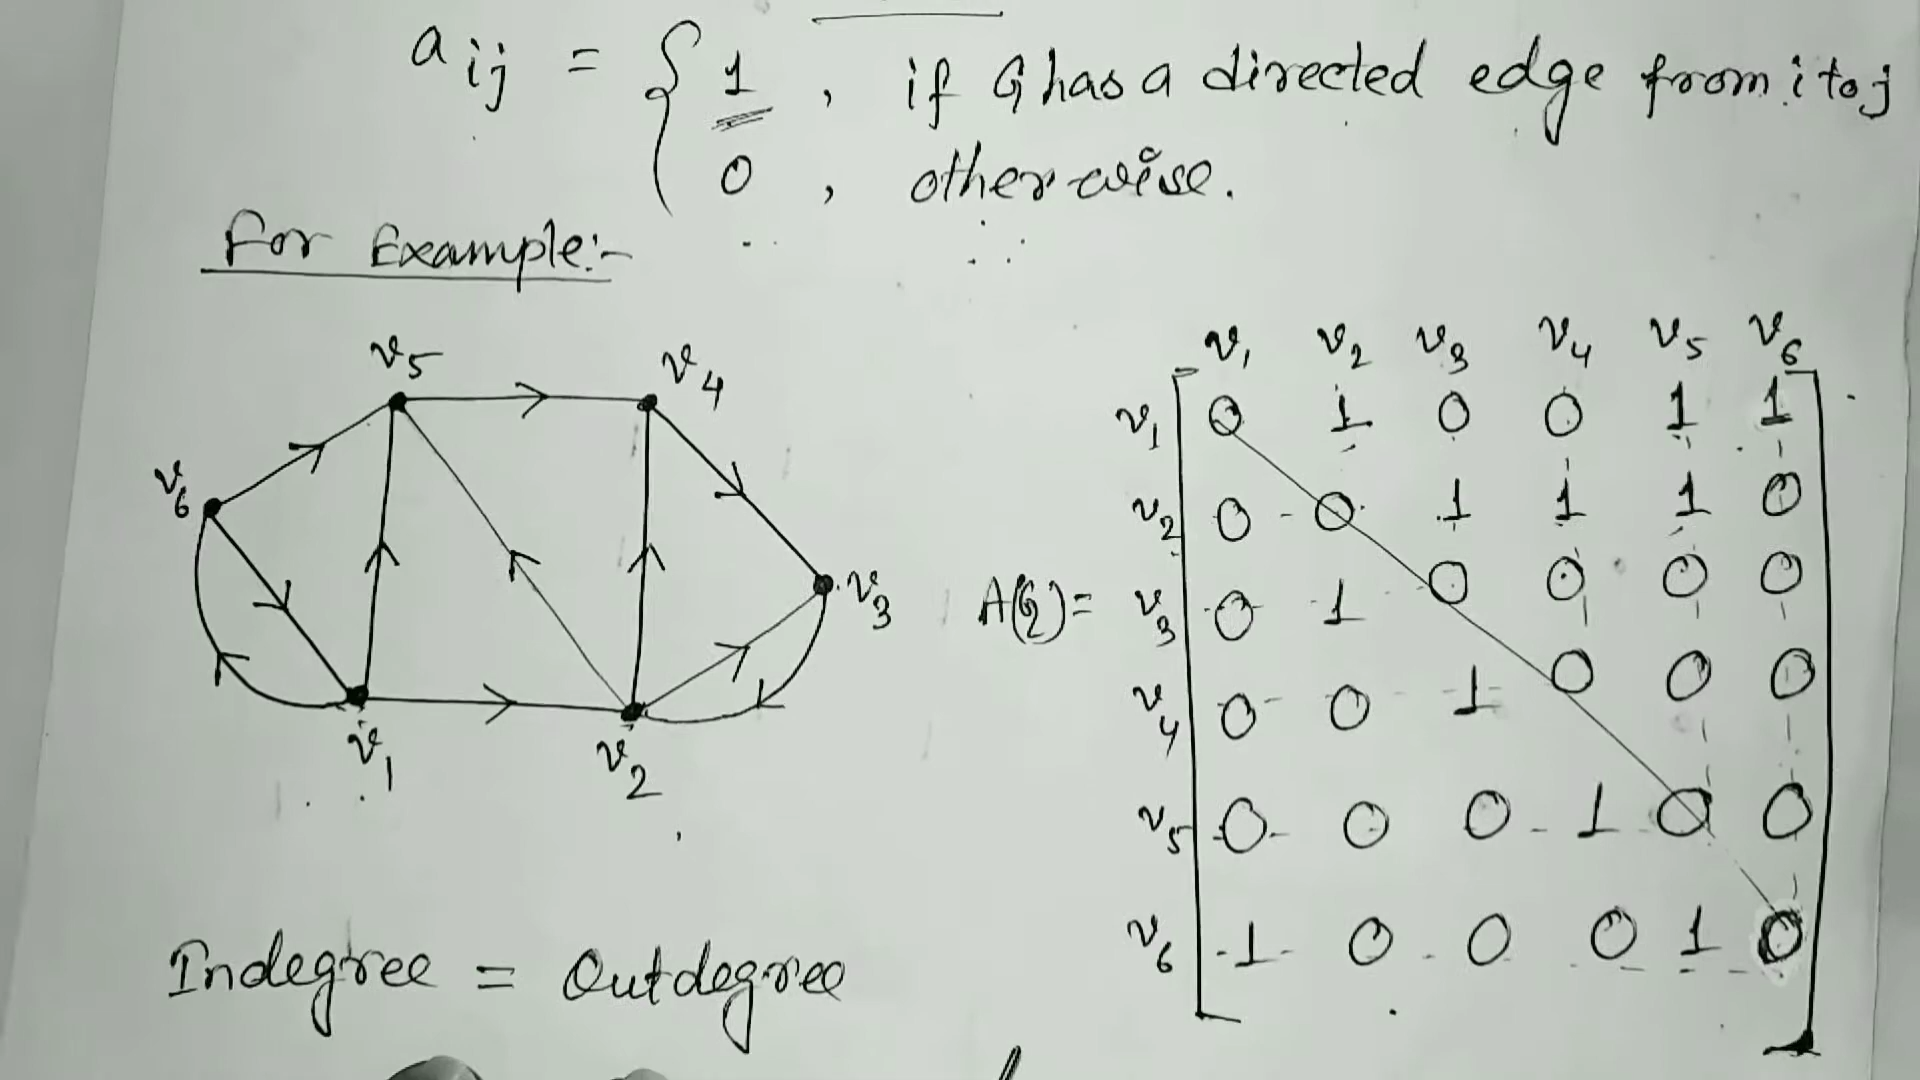 a ij = { 1 , if G has a directed edge from i to j
0 , otherwise.
For Example:-
v5
v4
v6
v3
v1
v2
v1 v2 v3 v4 v5 v6
v1 0 1 0 0 1 1
v2 0 0 1 1 1 0
A(G)= v3 0 1 0 0 0 0
v4 0 0 1 0 0 0
v5 0 0 0 1 0 0
v6 1 0 0 0 1 0
Indegree = Outdegree